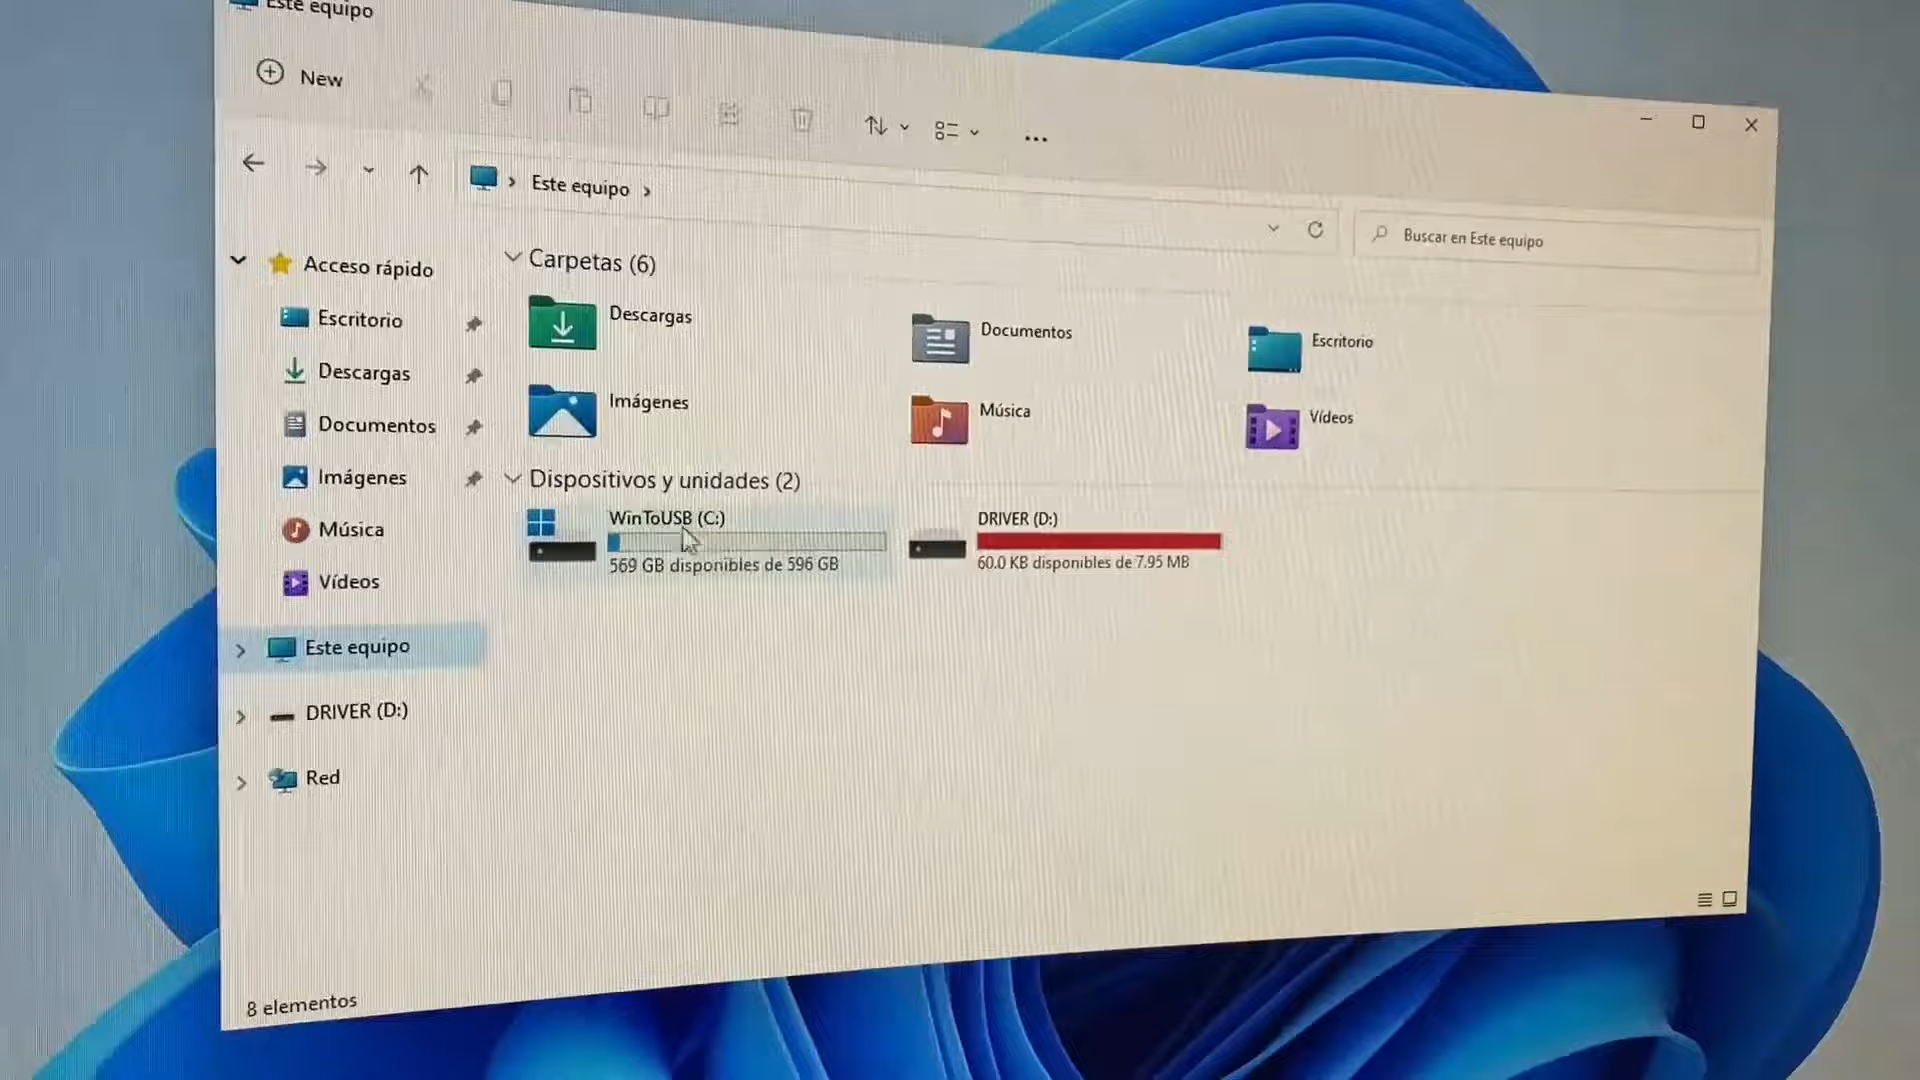 Este equipo
New
Este equipo
Buscar en Este equipo
Acceso rápido
Escritorio
Descargas
Documentos
Imágenes
Música
Vídeos
Este equipo
DRIVER (D:)
Red
Carpetas (6)
Descargas
Documentos
Escritorio
Imágenes
Música
Vídeos
Dispositivos y unidades (2)
WinToUSB (C:)
569 GB disponibles de 596 GB
DRIVER (D:)
60.0 KB disponibles de 7.95 MB
8 elementos